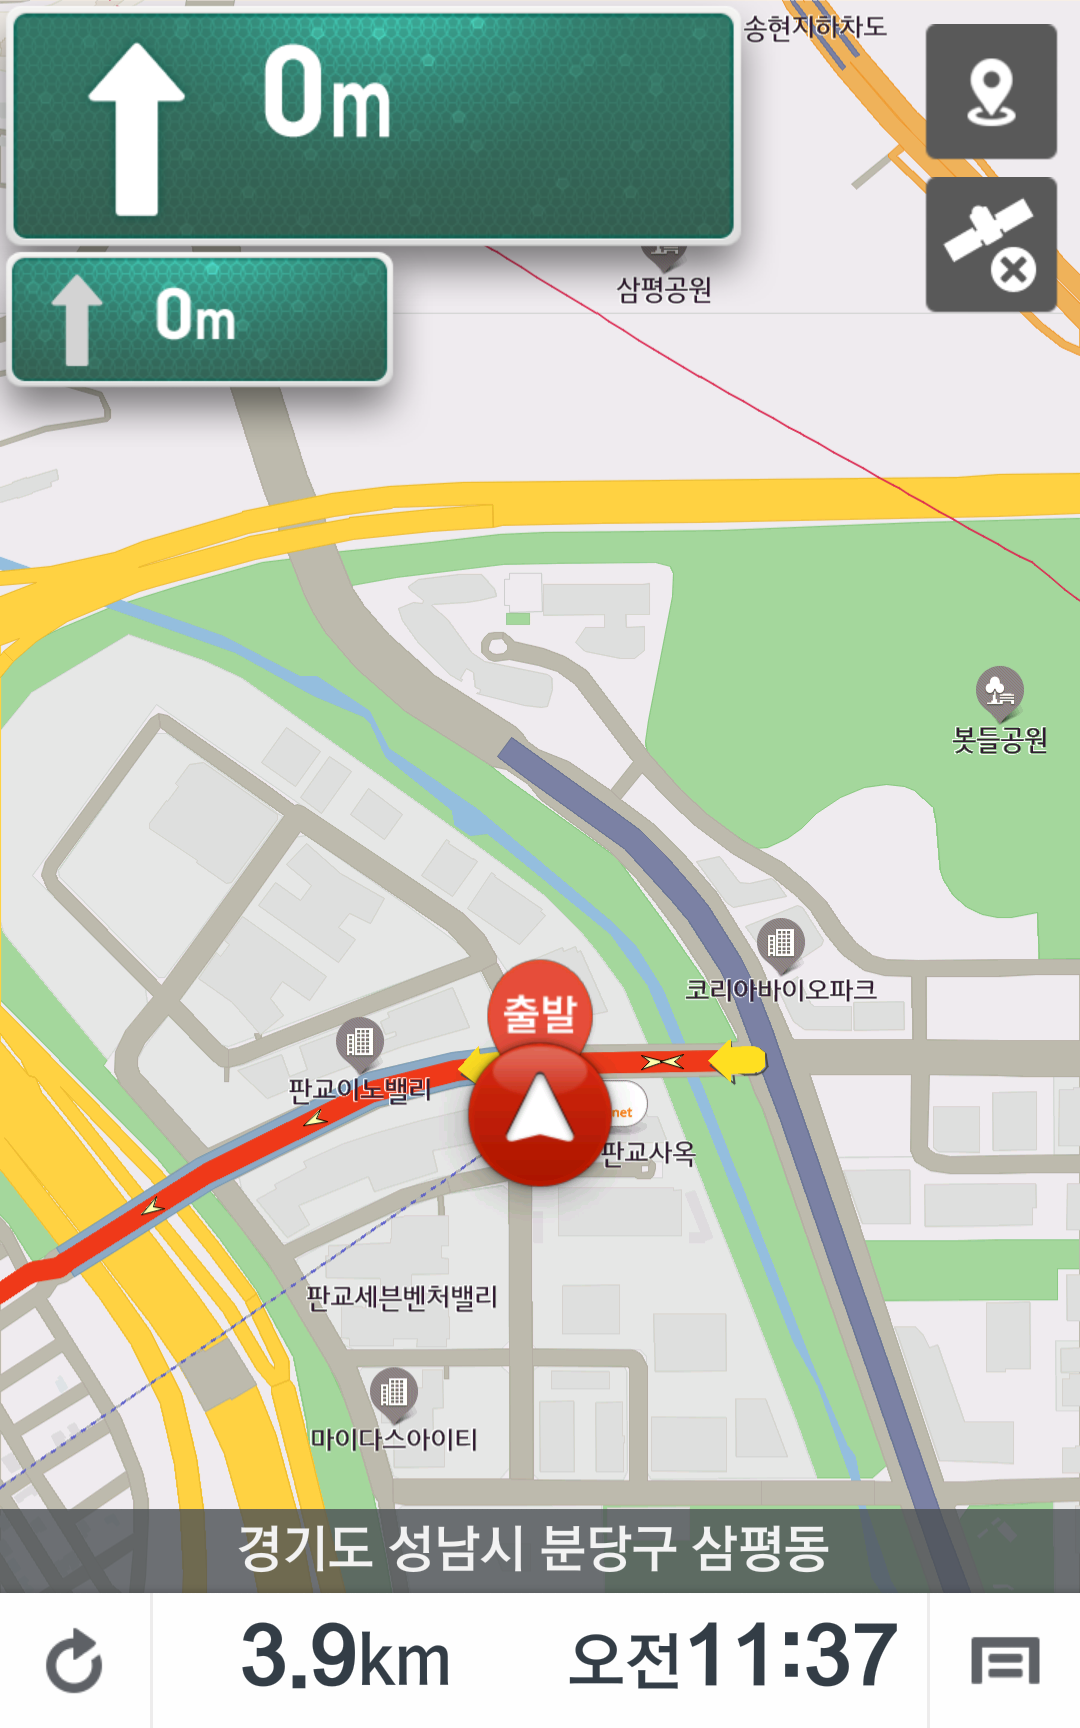 송현지하차도
0m
0m
삼평공원
봇들공원
코리아바이오파크
출발
판교이노밸리
net
판교사옥
판교세븐벤처밸리
마이다스아이티
경기도 성남시 분당구 삼평동
3.9km
오전11:37